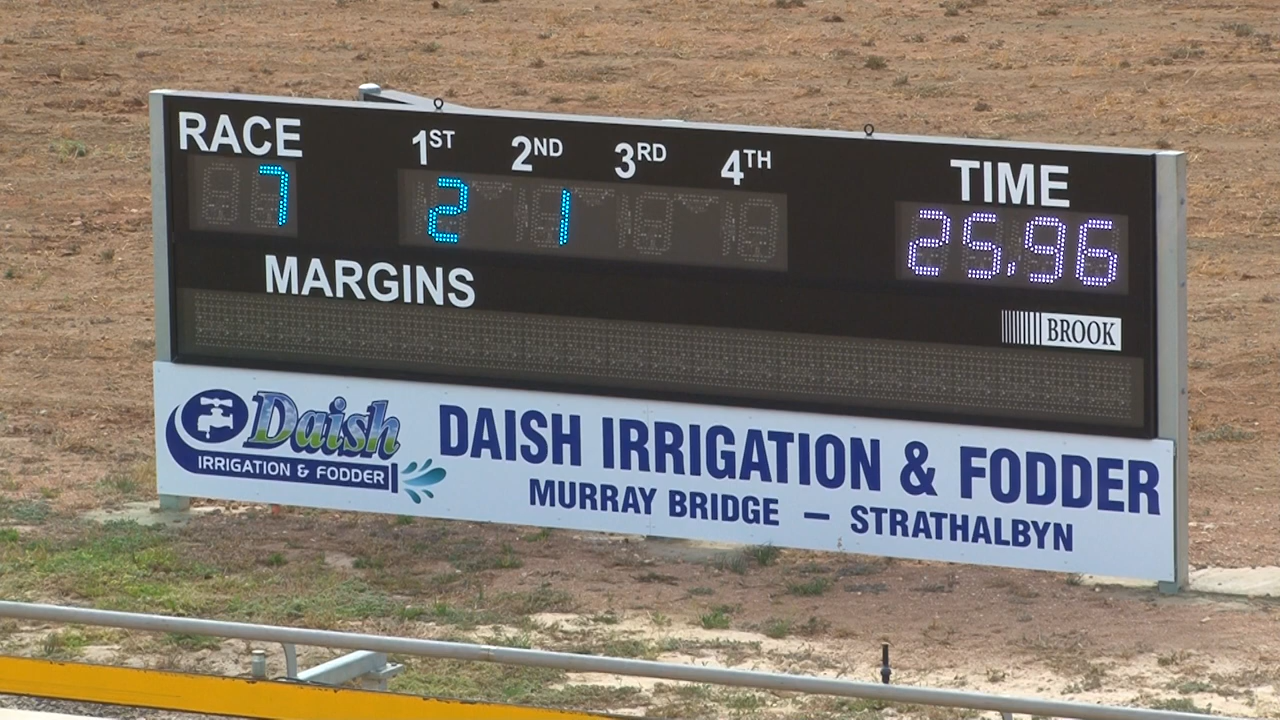 RACE 1ST 2ND 3RD 4TH TIME
7 2 1 25.96
MARGINS
BROOK
Daish
IRRIGATION & FODDER
DAISH IRRIGATION & FODDER
MURRAY BRIDGE – STRATHALBYN